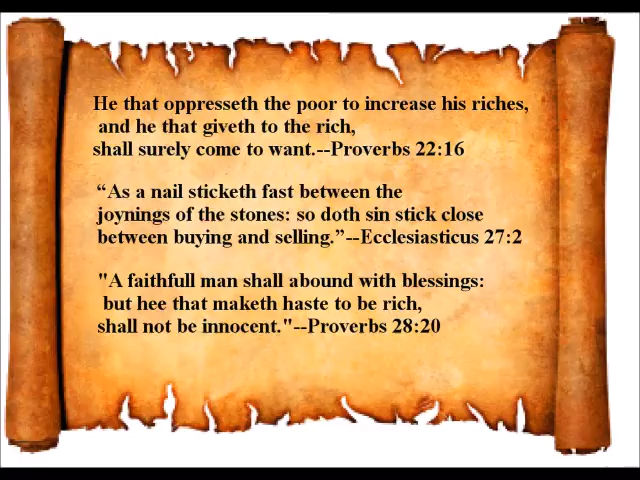 He that oppresseth the poor to increase his riches,
and he that giveth to the rich,
shall surely come to want.--Proverbs 22:16
“As a nail sticketh fast between the
joynings of the stones: so doth sin stick close
between buying and selling.”--Ecclesiasticus 27:2
"A faithfull man shall abound with blessings:
but hee that maketh haste to be rich,
shall not be innocent."--Proverbs 28:20